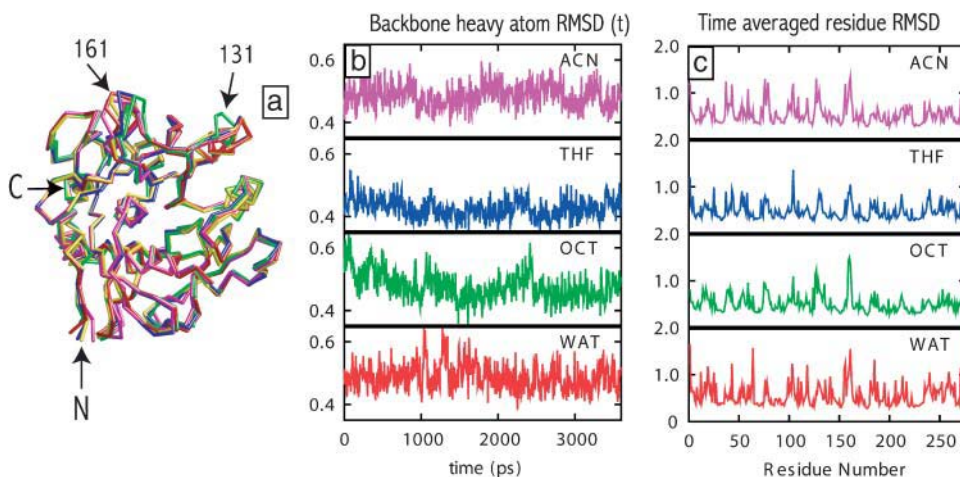 161
131
a
C
N
Backbone heavy atom RMSD (t)
b
0.6
ACN
0.4
0.6
THF
0.4
0.6
OCT
0.4
0.6
WAT
0.4
0 1000 2000 3000
time (ps)
Time averaged residue RMSD
2.0
c
ACN
1.0
2.0
THF
1.0
2.0
OCT
1.0
2.0
WAT
1.0
0
0 50 100 150 200 250
Residue Number